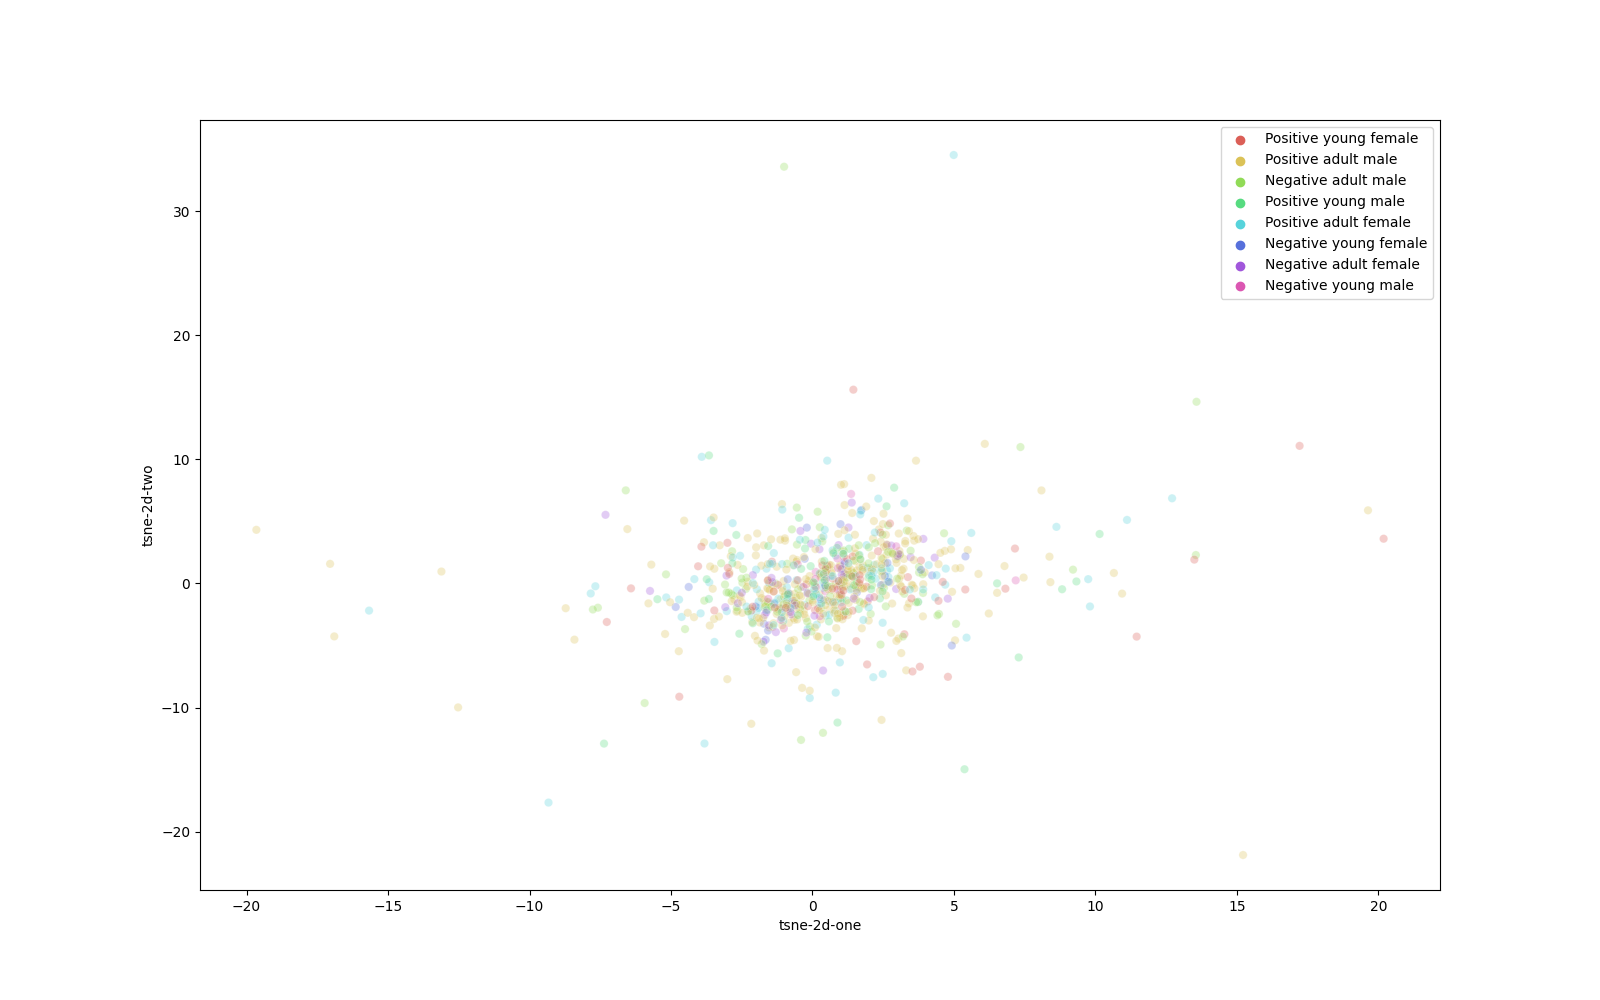 Positive young female
Positive adult male
Negative adult male
Positive young male
Positive adult female
Negative young female
Negative adult female
Negative young male
30
20
10
0
−10
−20
tsne-2d-two
−20
−15
−10
−5
0
5
10
15
20
tsne-2d-one